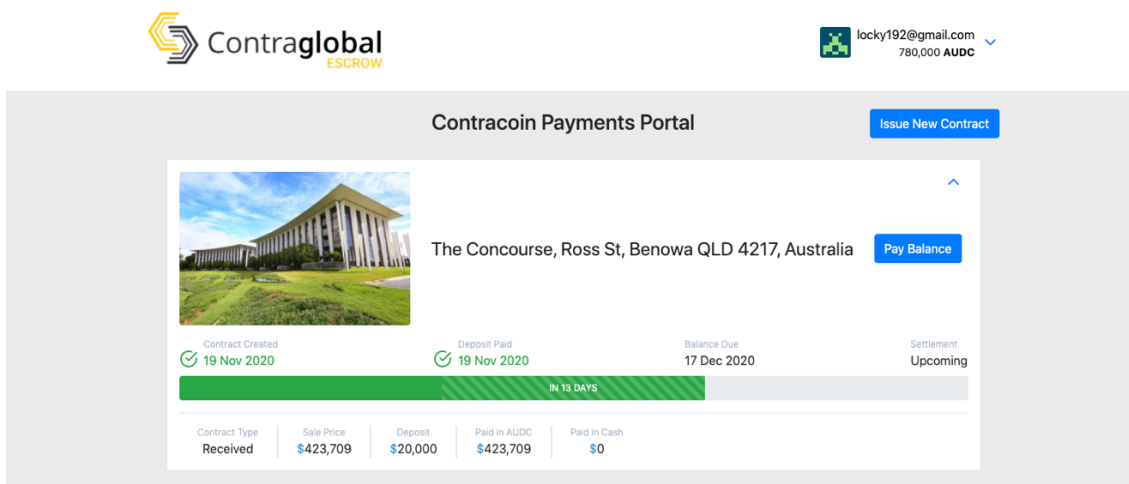 Contraglobal
ESCROW
locky192@gmail.com
780,000 AUDC
Contracoin Payments Portal
Issue New Contract
The Concourse, Ross St, Benowa QLD 4217, Australia
Pay Balance
Contract Created
19 Nov 2020
Deposit Paid
19 Nov 2020
Balance Due
17 Dec 2020
Settlement
Upcoming
IN 13 DAYS
Contract Type
Received
Sale Price
$423,709
Deposit
$20,000
Paid in AUDC
$423,709
Paid in Cash
$0